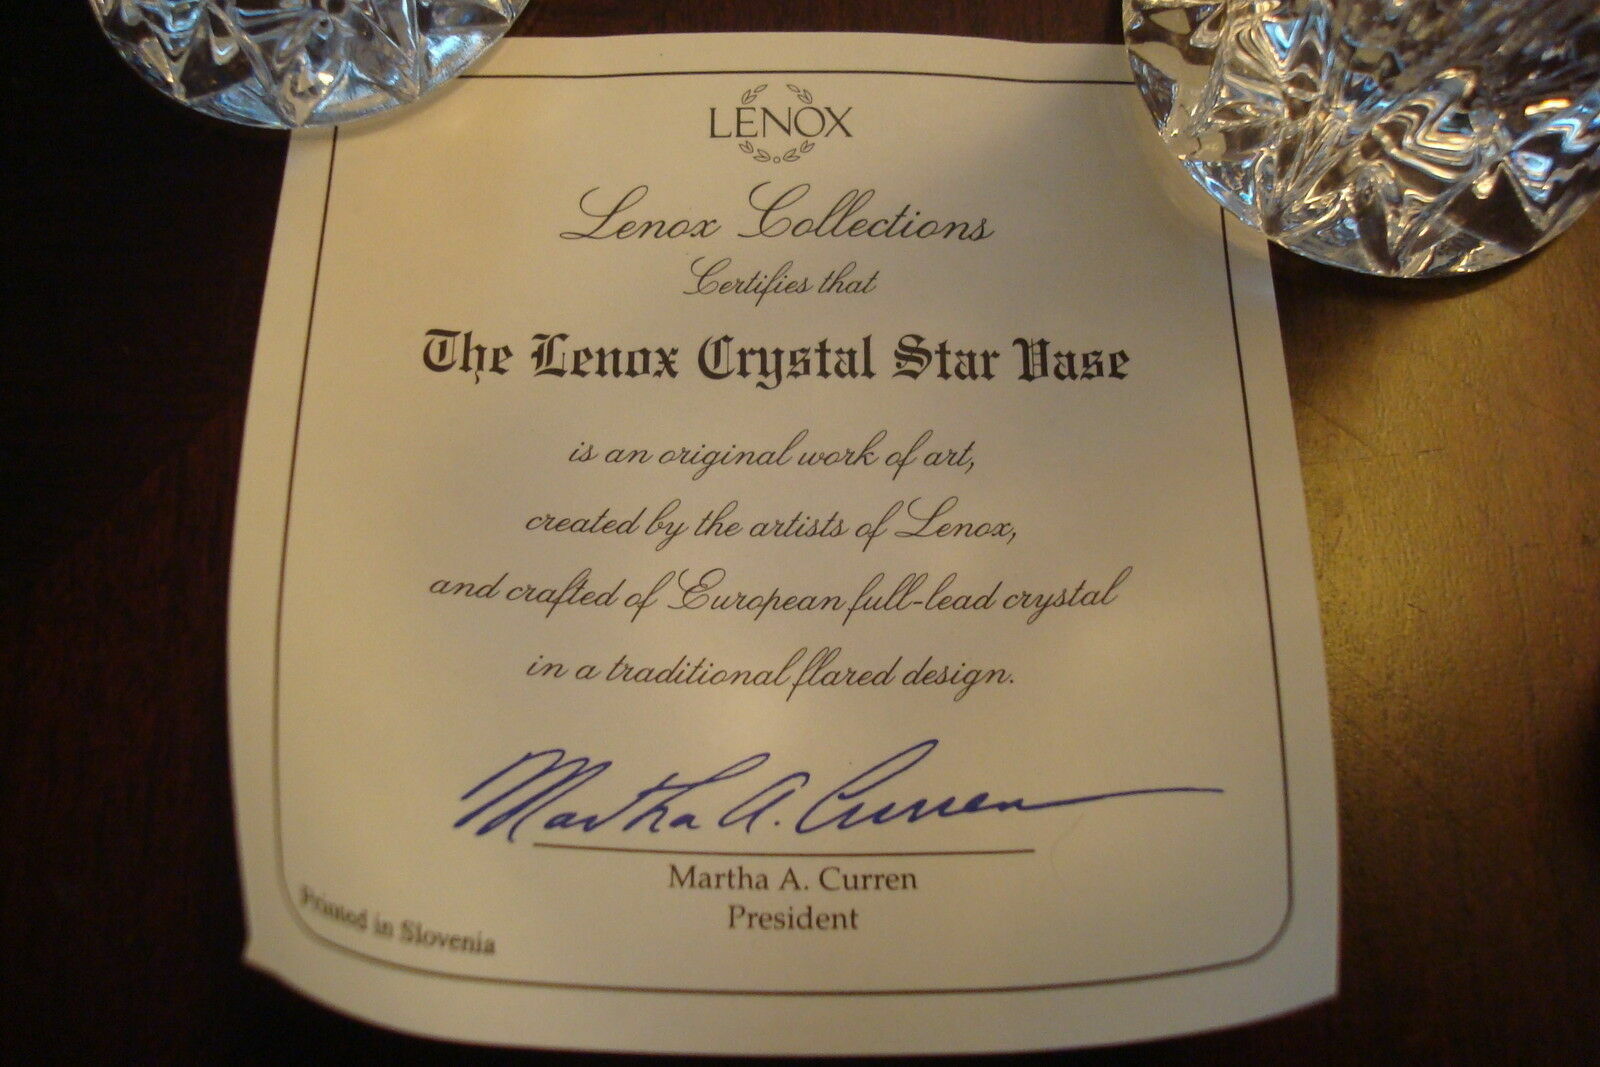 LENOX
Lenox Collections
Certifies that
The Lenox Crystal Star Vase
is an original work of art,
created by the artists of Lenox,
and crafted of European full-lead crystal
in a traditional flared design.
Martha A. Curren
Martha A. Curren
President
Printed in Slovenia